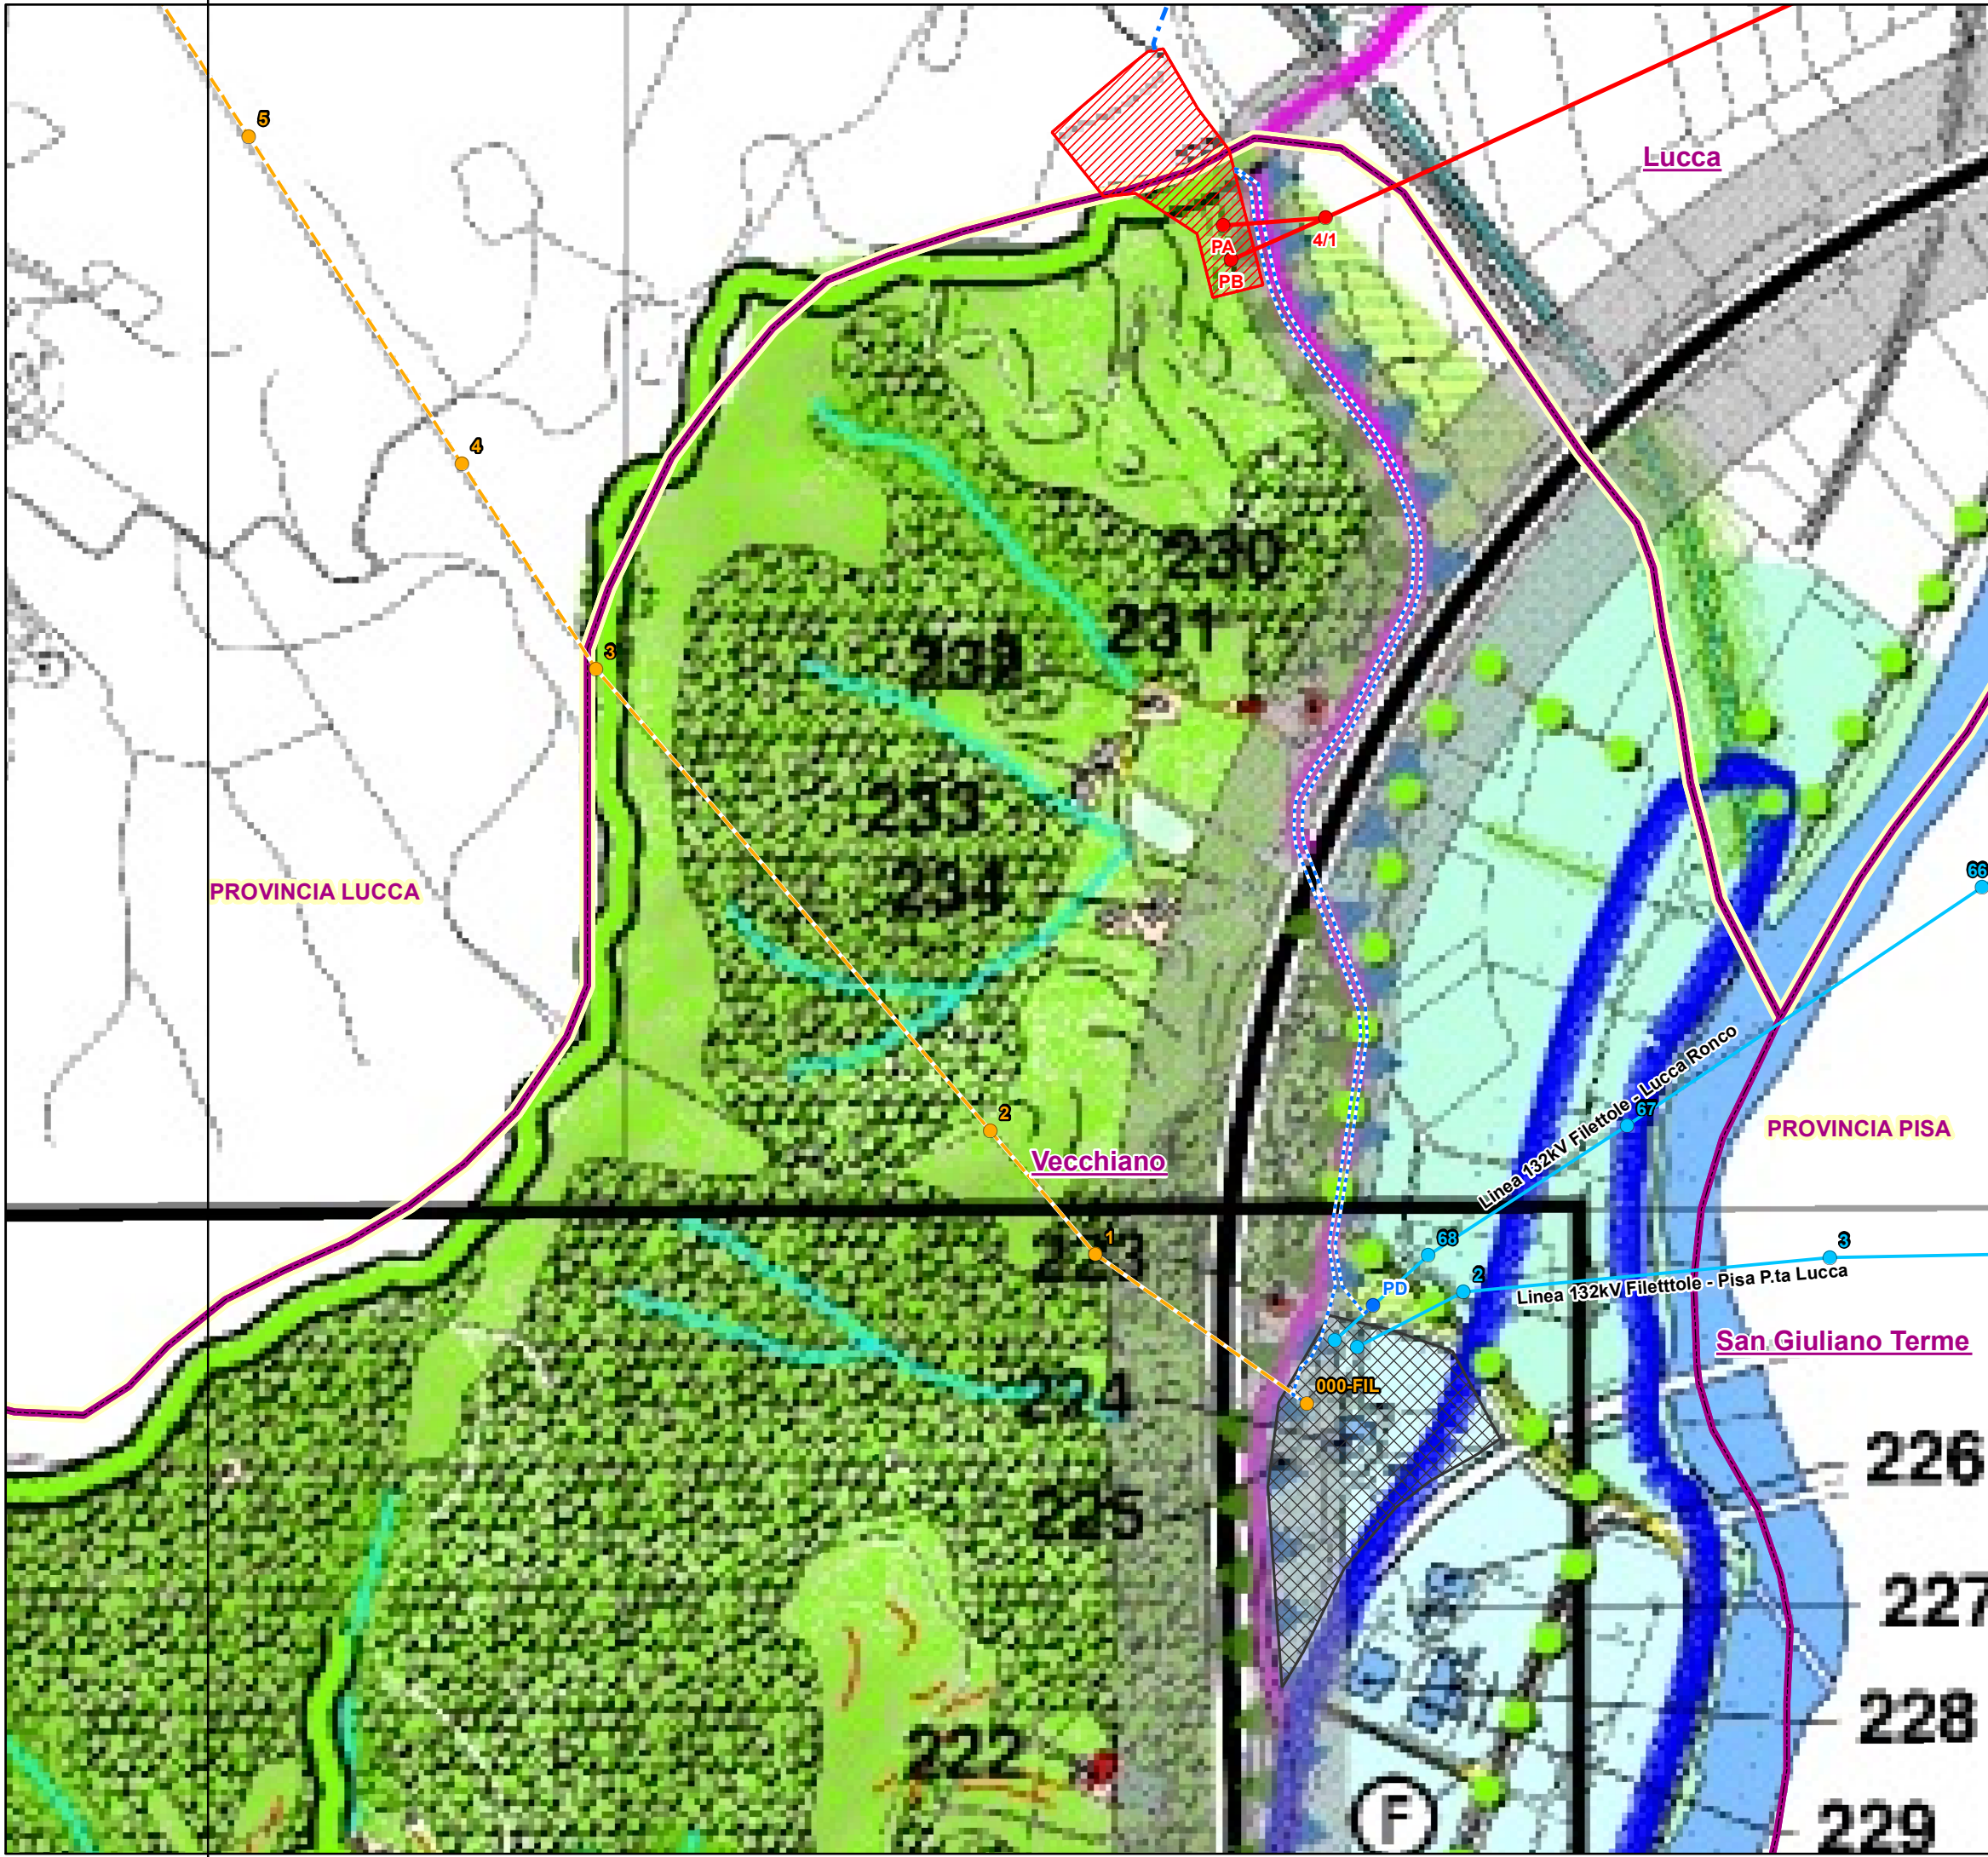 5
Lucca
PA
4/1
PB
4
230
231
3
232
233
PROVINCIA LUCCA
234
66
2
Linea 132kV Filettole - Lucca Ronco
67
PROVINCIA PISA
Vecchiano
1
223
68
3
2
PD
Linea 132kV Filetttole - Pisa P.ta Lucca
San Giuliano Terme
000-FIL
224
226
225
227
228
222
F
229